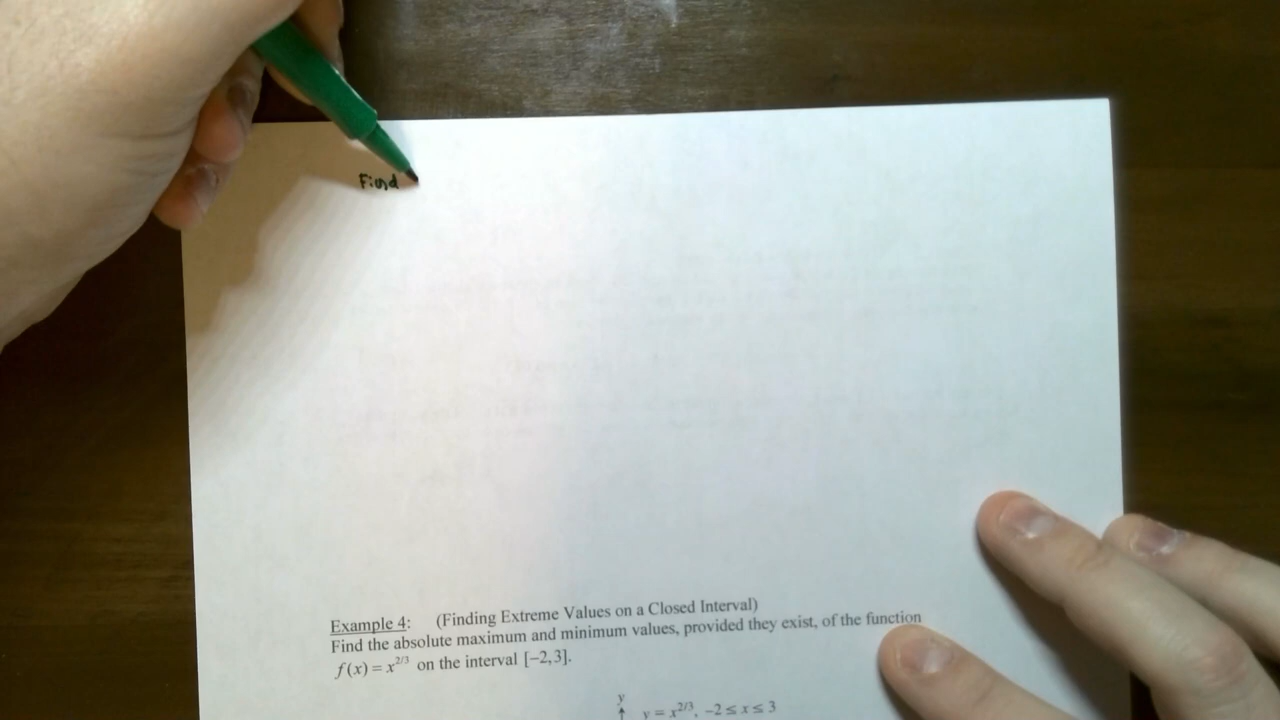 Find
Example 4: (Finding Extreme Values on a Closed Interval)
Find the absolute maximum and minimum values, provided they exist, of the function
f(x) = x^{2/3} on the interval [−2,3].
y
y = x^{2/3}, −2 ≤ x ≤ 3